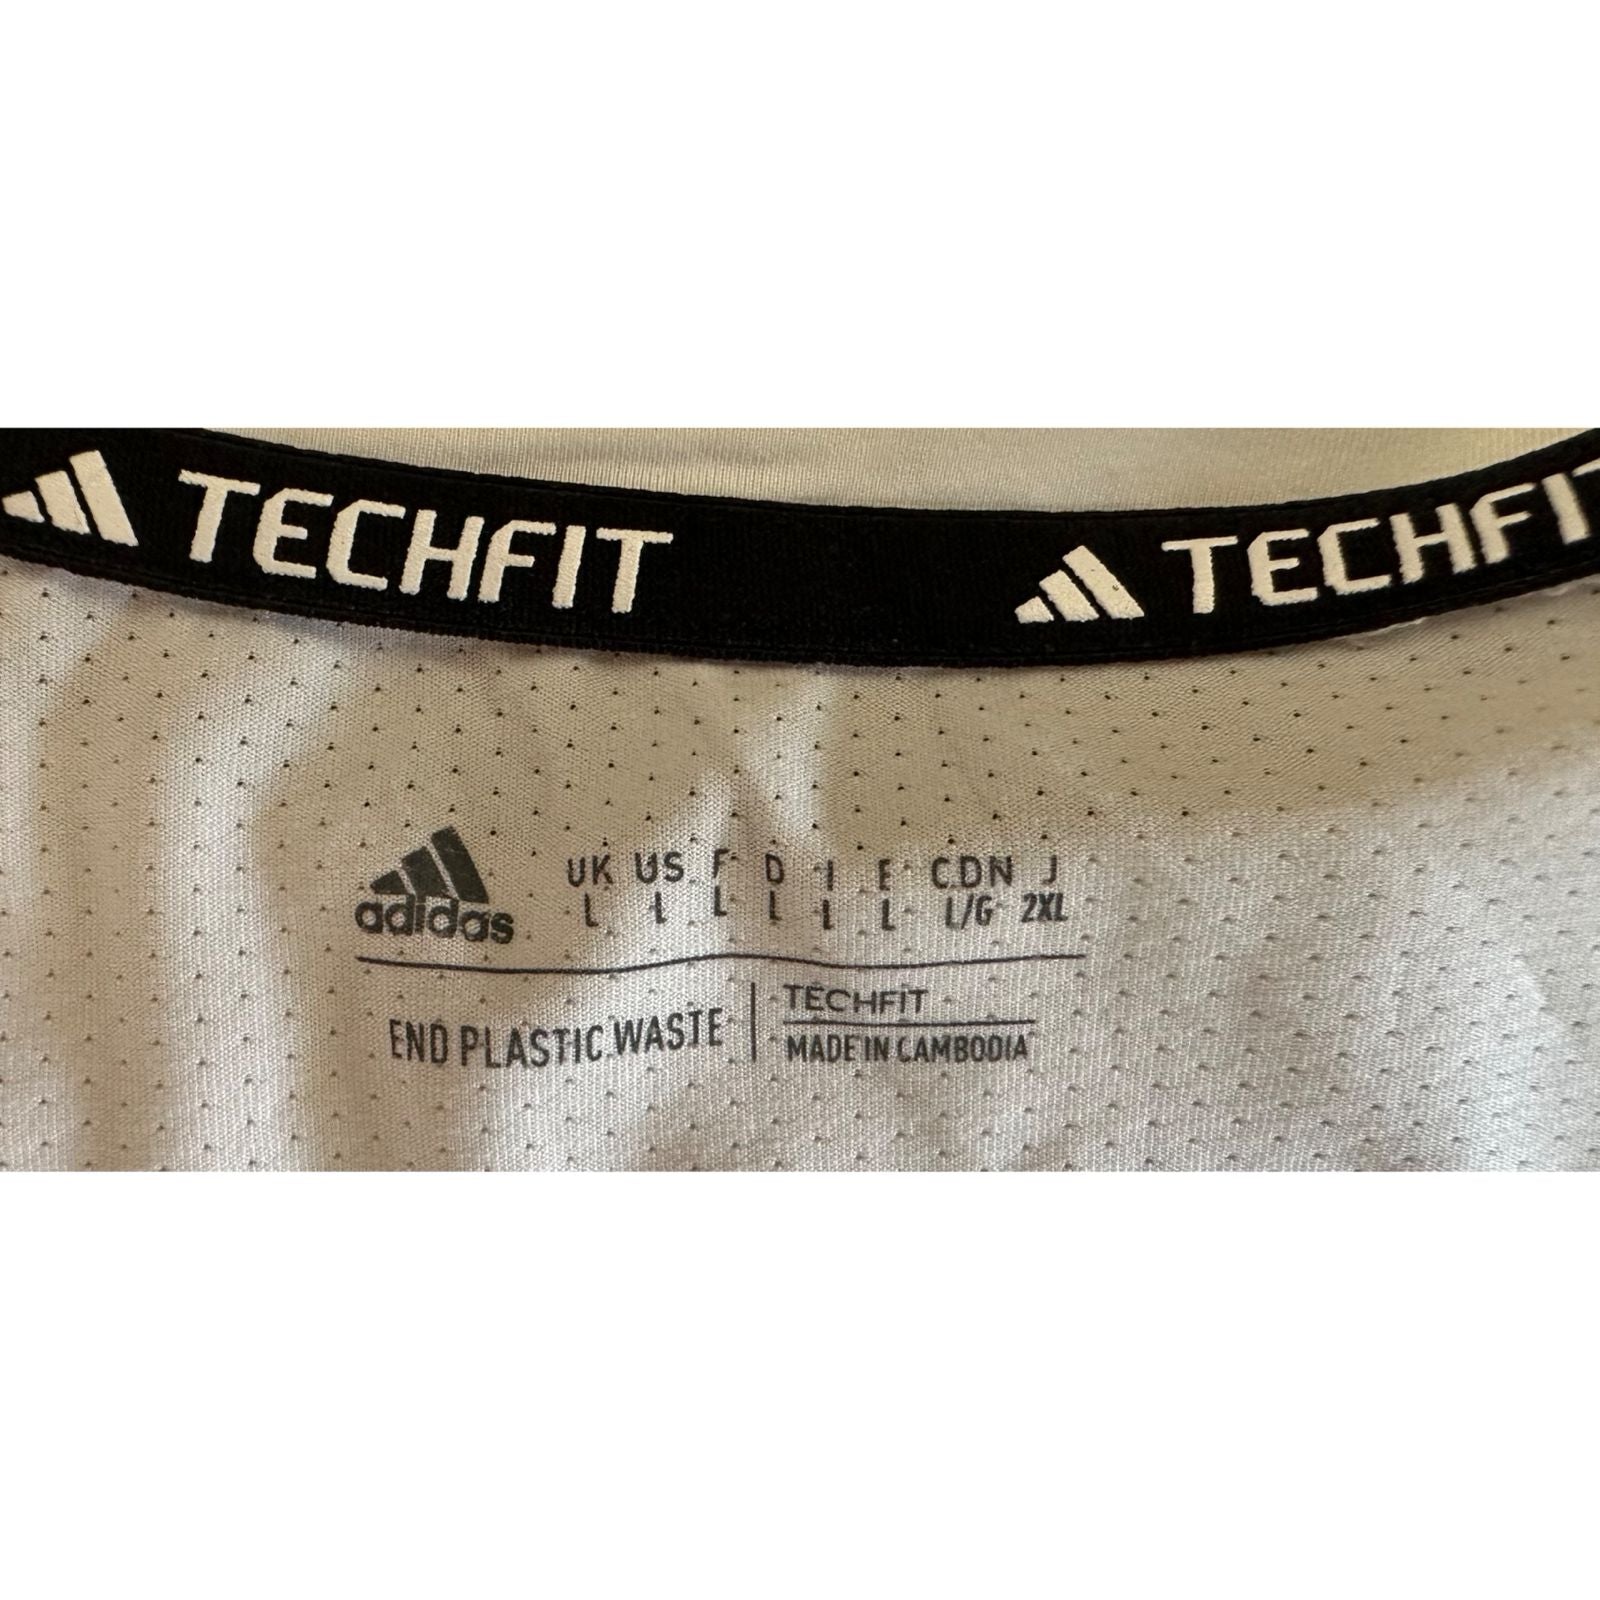 TECHFIT TECHFIT
adidas
UK US F D I E CDN J
L L L L L L L/G 2XL
END PLASTIC WASTE
TECHFIT
MADE IN CAMBODIA